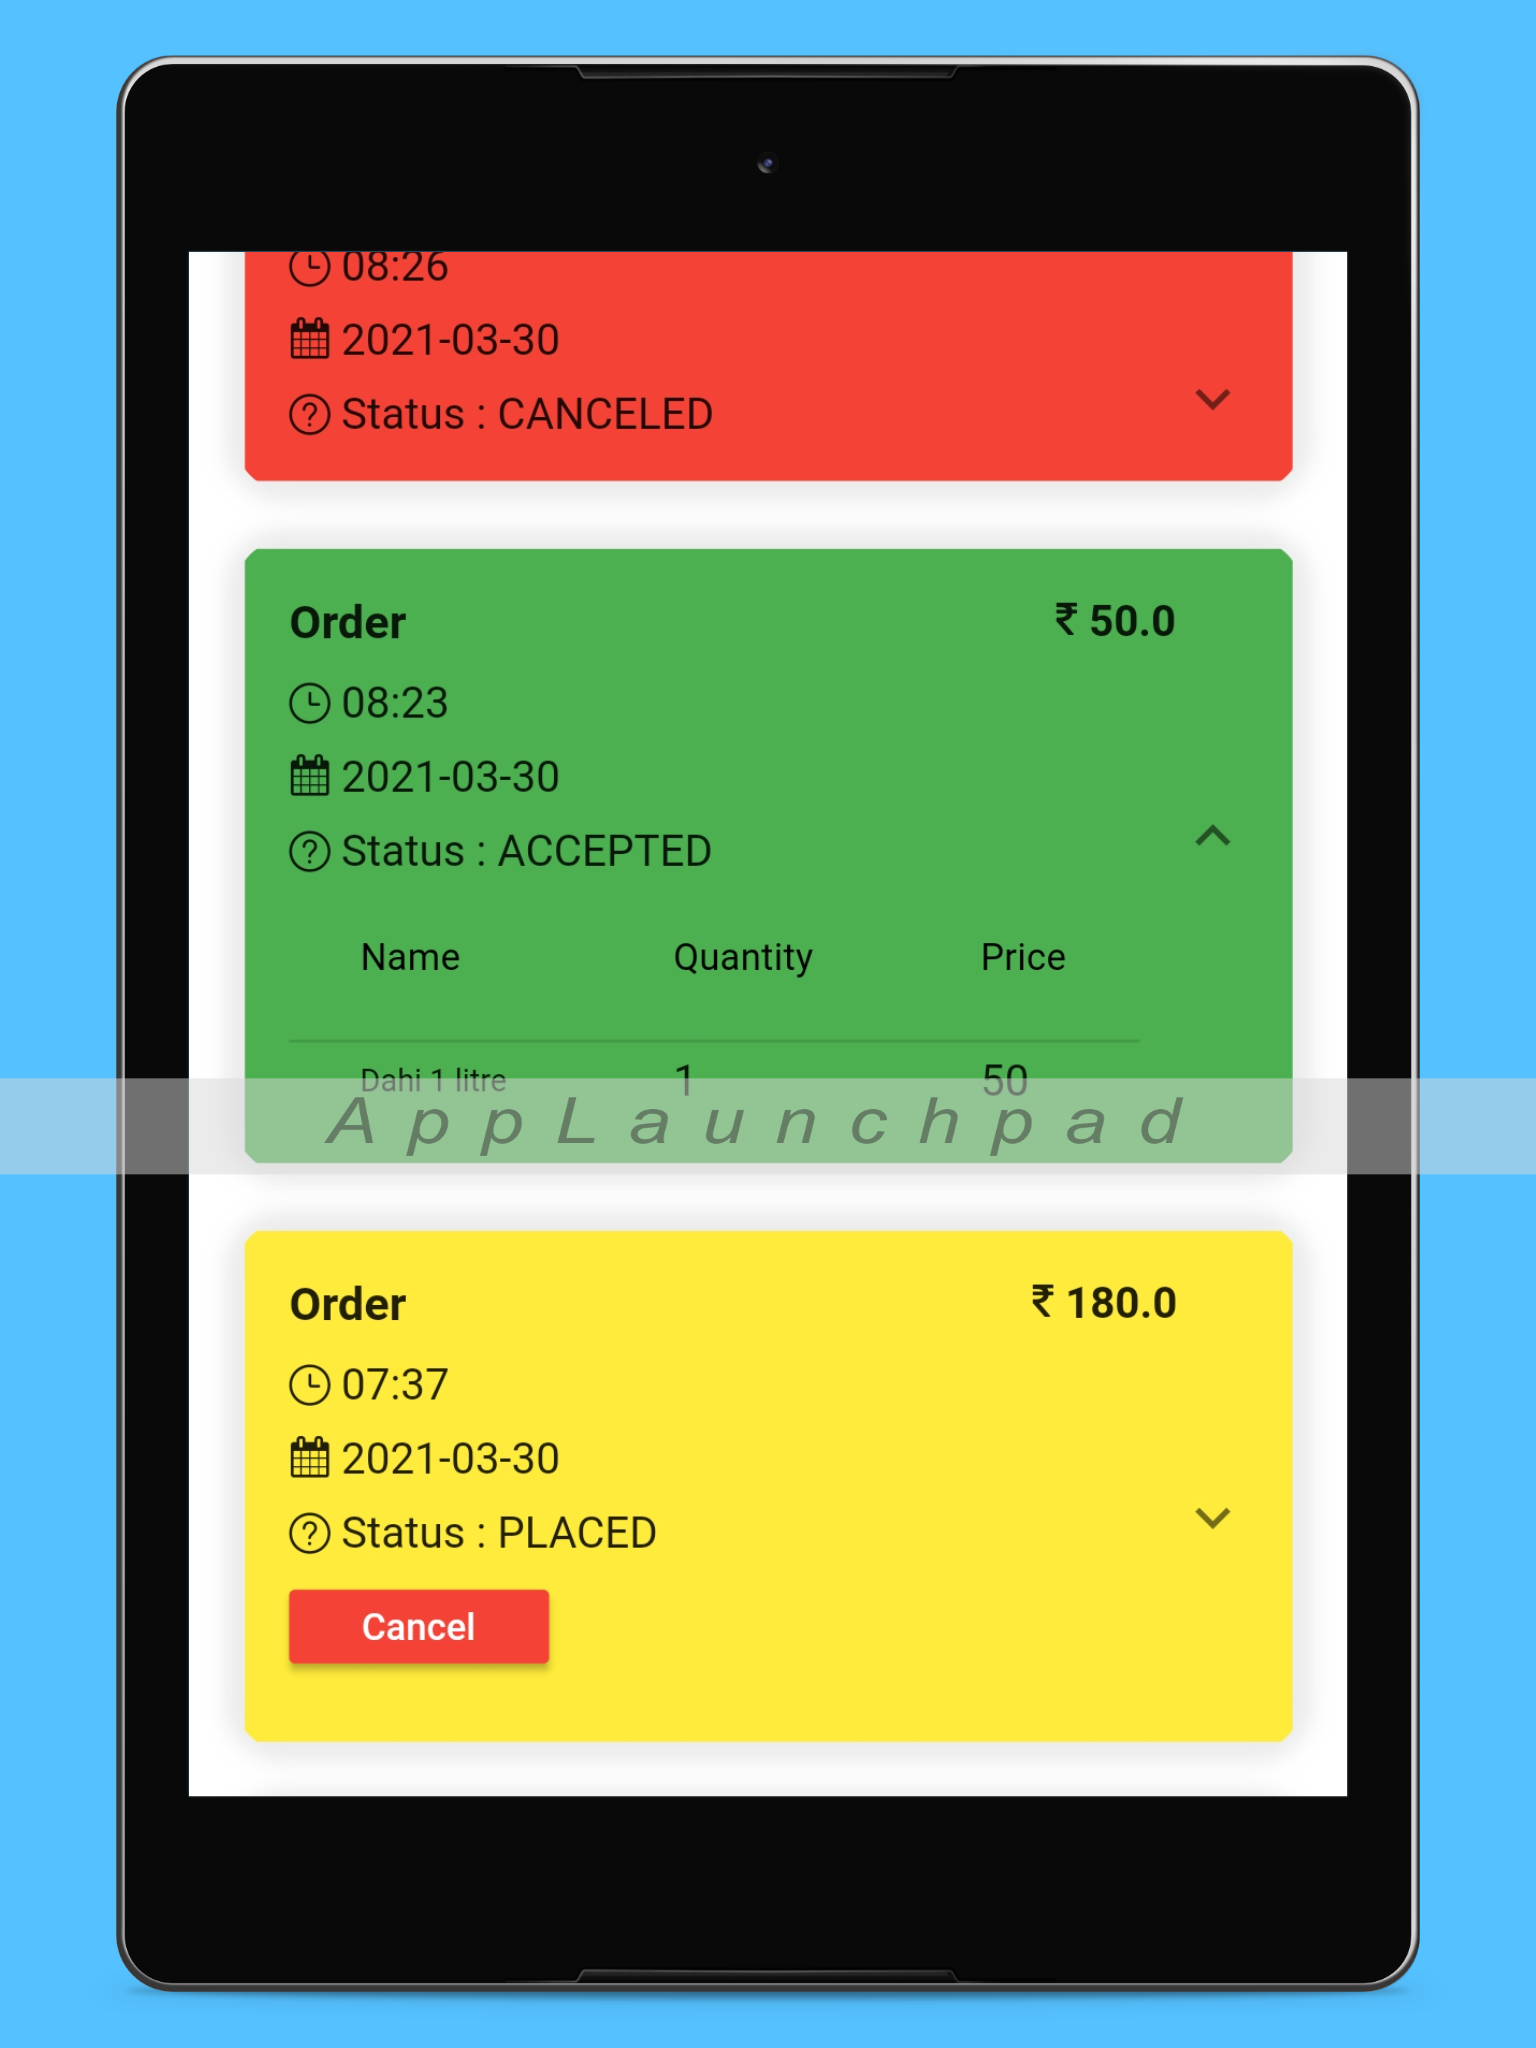 08:26
2021-03-30
Status : CANCELED
Order ₹ 50.0
08:23
2021-03-30
Status : ACCEPTED
Name Quantity Price
Dahi 1 litre 1 50
AppLaunchpad
Order ₹ 180.0
07:37
2021-03-30
Status : PLACED
Cancel